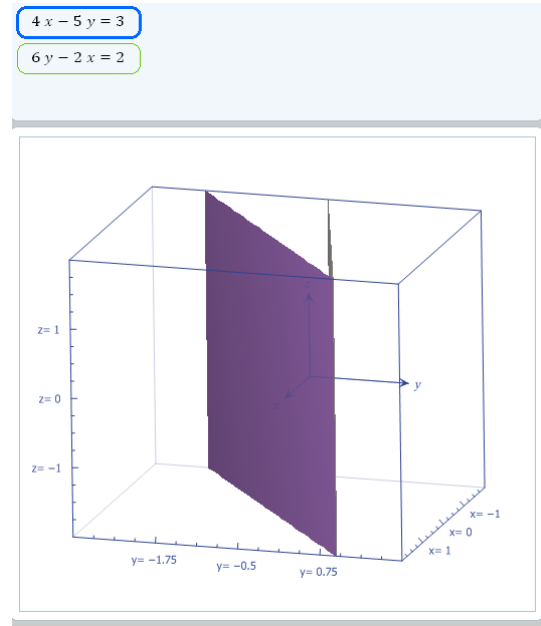 4 x − 5 y = 3
6 y − 2 x = 2
z= 1
z= 0
z= −1
y
x= −1
x= 0
x= 1
y= −1.75
y= −0.5
y= 0.75